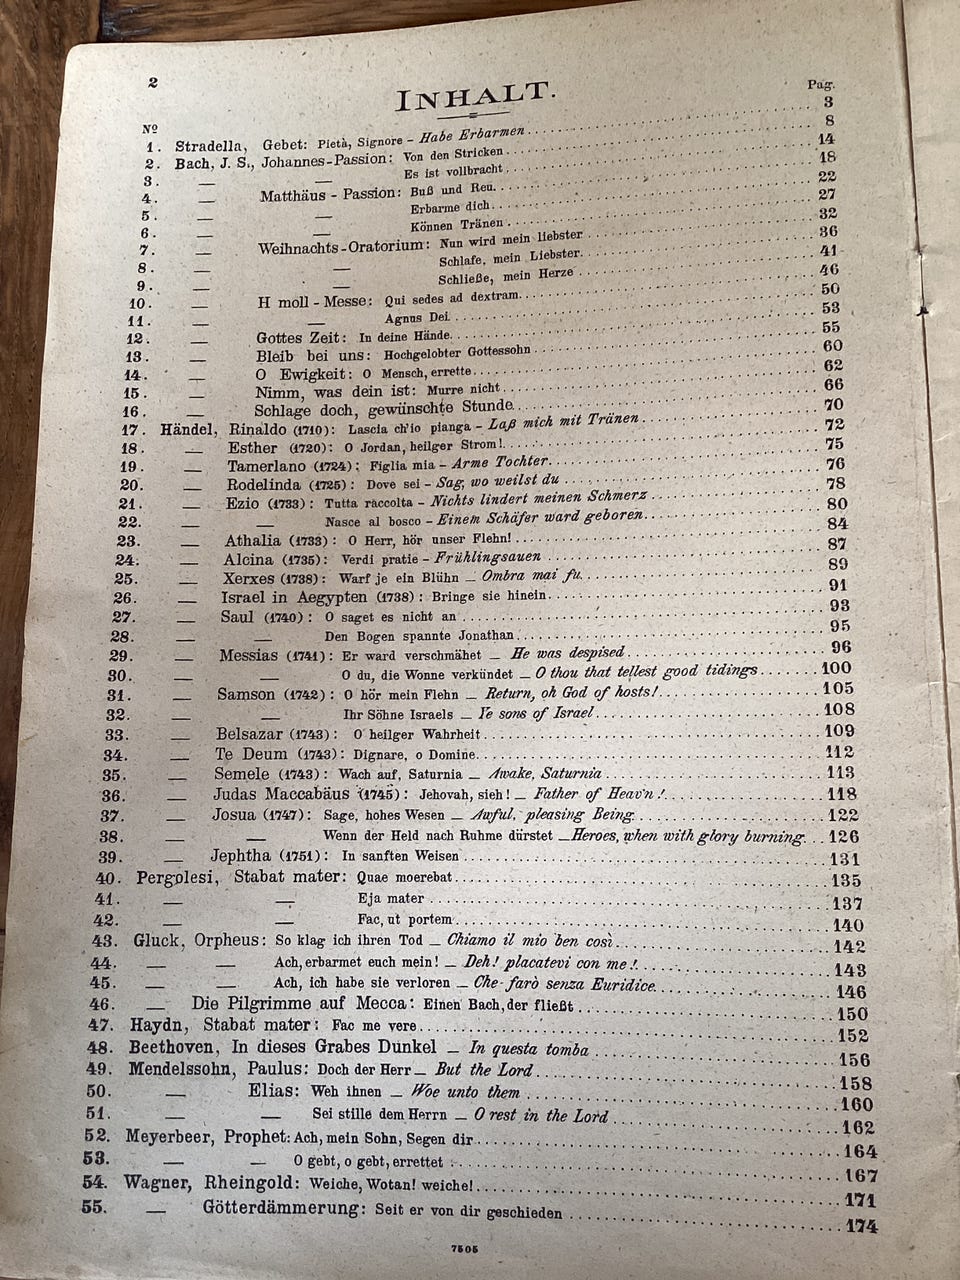 2
INHALT.
Nº Pag.
1. Stradella, Gebet: Pietà, Signore – Habe Erbarmen 3
2. Bach, J. S., Johannes-Passion: Von den Stricken 8
3. — — Es ist vollbracht 14
4. — Matthäus-Passion: Buß und Reu 18
5. — — Erbarme dich 22
6. — — Können Tränen 27
7. — Weihnachts-Oratorium: Nun wird mein liebster 32
8. — — Schlafe, mein Liebster 36
9. — — Schließe, mein Herze 41
10. — H moll-Messe: Qui sedes ad dextram 46
11. — — Agnus Dei 50
12. — Gottes Zeit: In deine Hände 53
13. — Bleib bei uns: Hochgelobter Gottessohn 55
14. — O Ewigkeit: O Mensch, errette 60
15. — Nimm, was dein ist: Murre nicht 62
16. — Schlage doch, gewünschte Stunde 66
17. Händel, Rinaldo (1710): Lascia ch'io pianga – Laß mich mit Tränen 70
18. — Esther (1720): O Jordan, heilger Strom! 72
19. — Tamerlano (1724): Figlia mia – Arme Tochter 75
20. — Rodelinda (1725): Dove sei – Sag, wo weilst du 76
21. — Ezio (1733): Tutta raccolta – Nichts lindert meinen Schmerz 78
22. — — Nasce al bosco – Einem Schäfer ward geboren 80
23. — Athalia (1733): O Herr, hör unser Flehn! 84
24. — Alcina (1735): Verdi pratie – Frühlingsauen 87
25. — Xerxes (1738): Warf je ein Blühn – Ombra mai fu 89
26. — Israel in Aegypten (1738): Bringe sie hinein 91
27. — Saul (1740): O saget es nicht an 93
28. — — Den Bogen spannte Jonathan 95
29. — Messias (1741): Er ward verschmähet – He was despised 96
30. — — O du, die Wonne verkündet – O thou that tellest good tidings 100
31. — Samson (1742): O hör mein Flehn – Return, oh God of hosts! 105
32. — — Ihr Söhne Israels – Ye sons of Israel 108
33. — Belsazar (1743): O heilger Wahrheit 109
34. — Te Deum (1743): Dignare, o Domine 112
35. — Semele (1743): Wach auf, Saturnia – Awake, Saturnia 113
36. — Judas Maccabäus (1745): Jehovah, sieh! – Father of Heav'n! 118
37. — Josua (1747): Sage, hohes Wesen – Awful, pleasing Being 122
38. — — Wenn der Held nach Ruhme dürstet – Heroes, when with glory burning 126
39. — Jephtha (1751): In sanften Weisen 131
40. Pergolesi, Stabat mater: Quae moerebat 135
41. — — Eja mater 137
42. — — Fac, ut portem 140
43. Gluck, Orpheus: So klag ich ihren Tod – Chiamo il mio ben così 142
44. — — Ach, erbarmet euch mein! – Deh! placatevi con me! 143
45. — — Ach, ich habe sie verloren – Che farò senza Euridice 146
46. — Die Pilgrimme auf Mecca: Einen Bach, der fließt 150
47. Haydn, Stabat mater: Fac me vere 152
48. Beethoven, In dieses Grabes Dunkel – In questa tomba 156
49. Mendelssohn, Paulus: Doch der Herr – But the Lord 158
50. — Elias: Weh ihnen – Woe unto them 160
51. — — Sei stille dem Herrn – O rest in the Lord 162
52. Meyerbeer, Prophet: Ach, mein Sohn, Segen dir 164
53. — — O gebt, o gebt, errettet 167
54. Wagner, Rheingold: Weiche, Wotan! weiche! 171
55. — Götterdämmerung: Seit er von dir geschieden 174
7505